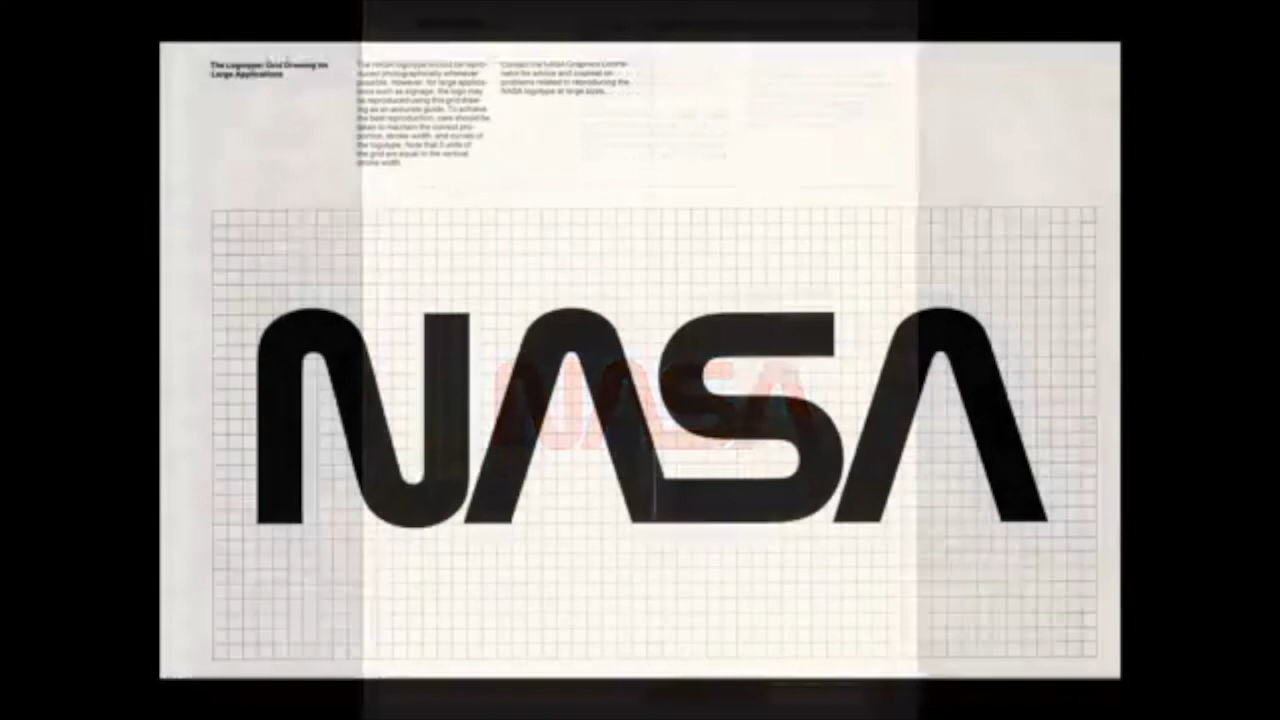 The Logotype: Grid Drawing for
Large Applications
The NASA logotype should be repro-
duced photographically whenever
possible. However, for large applica-
tions such as signage, the logo may
be reproduced using this grid draw-
ing as an accurate guide. To achieve
the best reproduction, care should be
taken to maintain the correct pro-
portion, stroke width, and curves of
the logotype. Note that 3 units of
the grid are equal to the vertical
stroke width.
Contact the NASA Graphics Coordi-
nator for advice and counsel on
problems related to reproducing the
NASA logotype at large sizes.
NASA
NASA